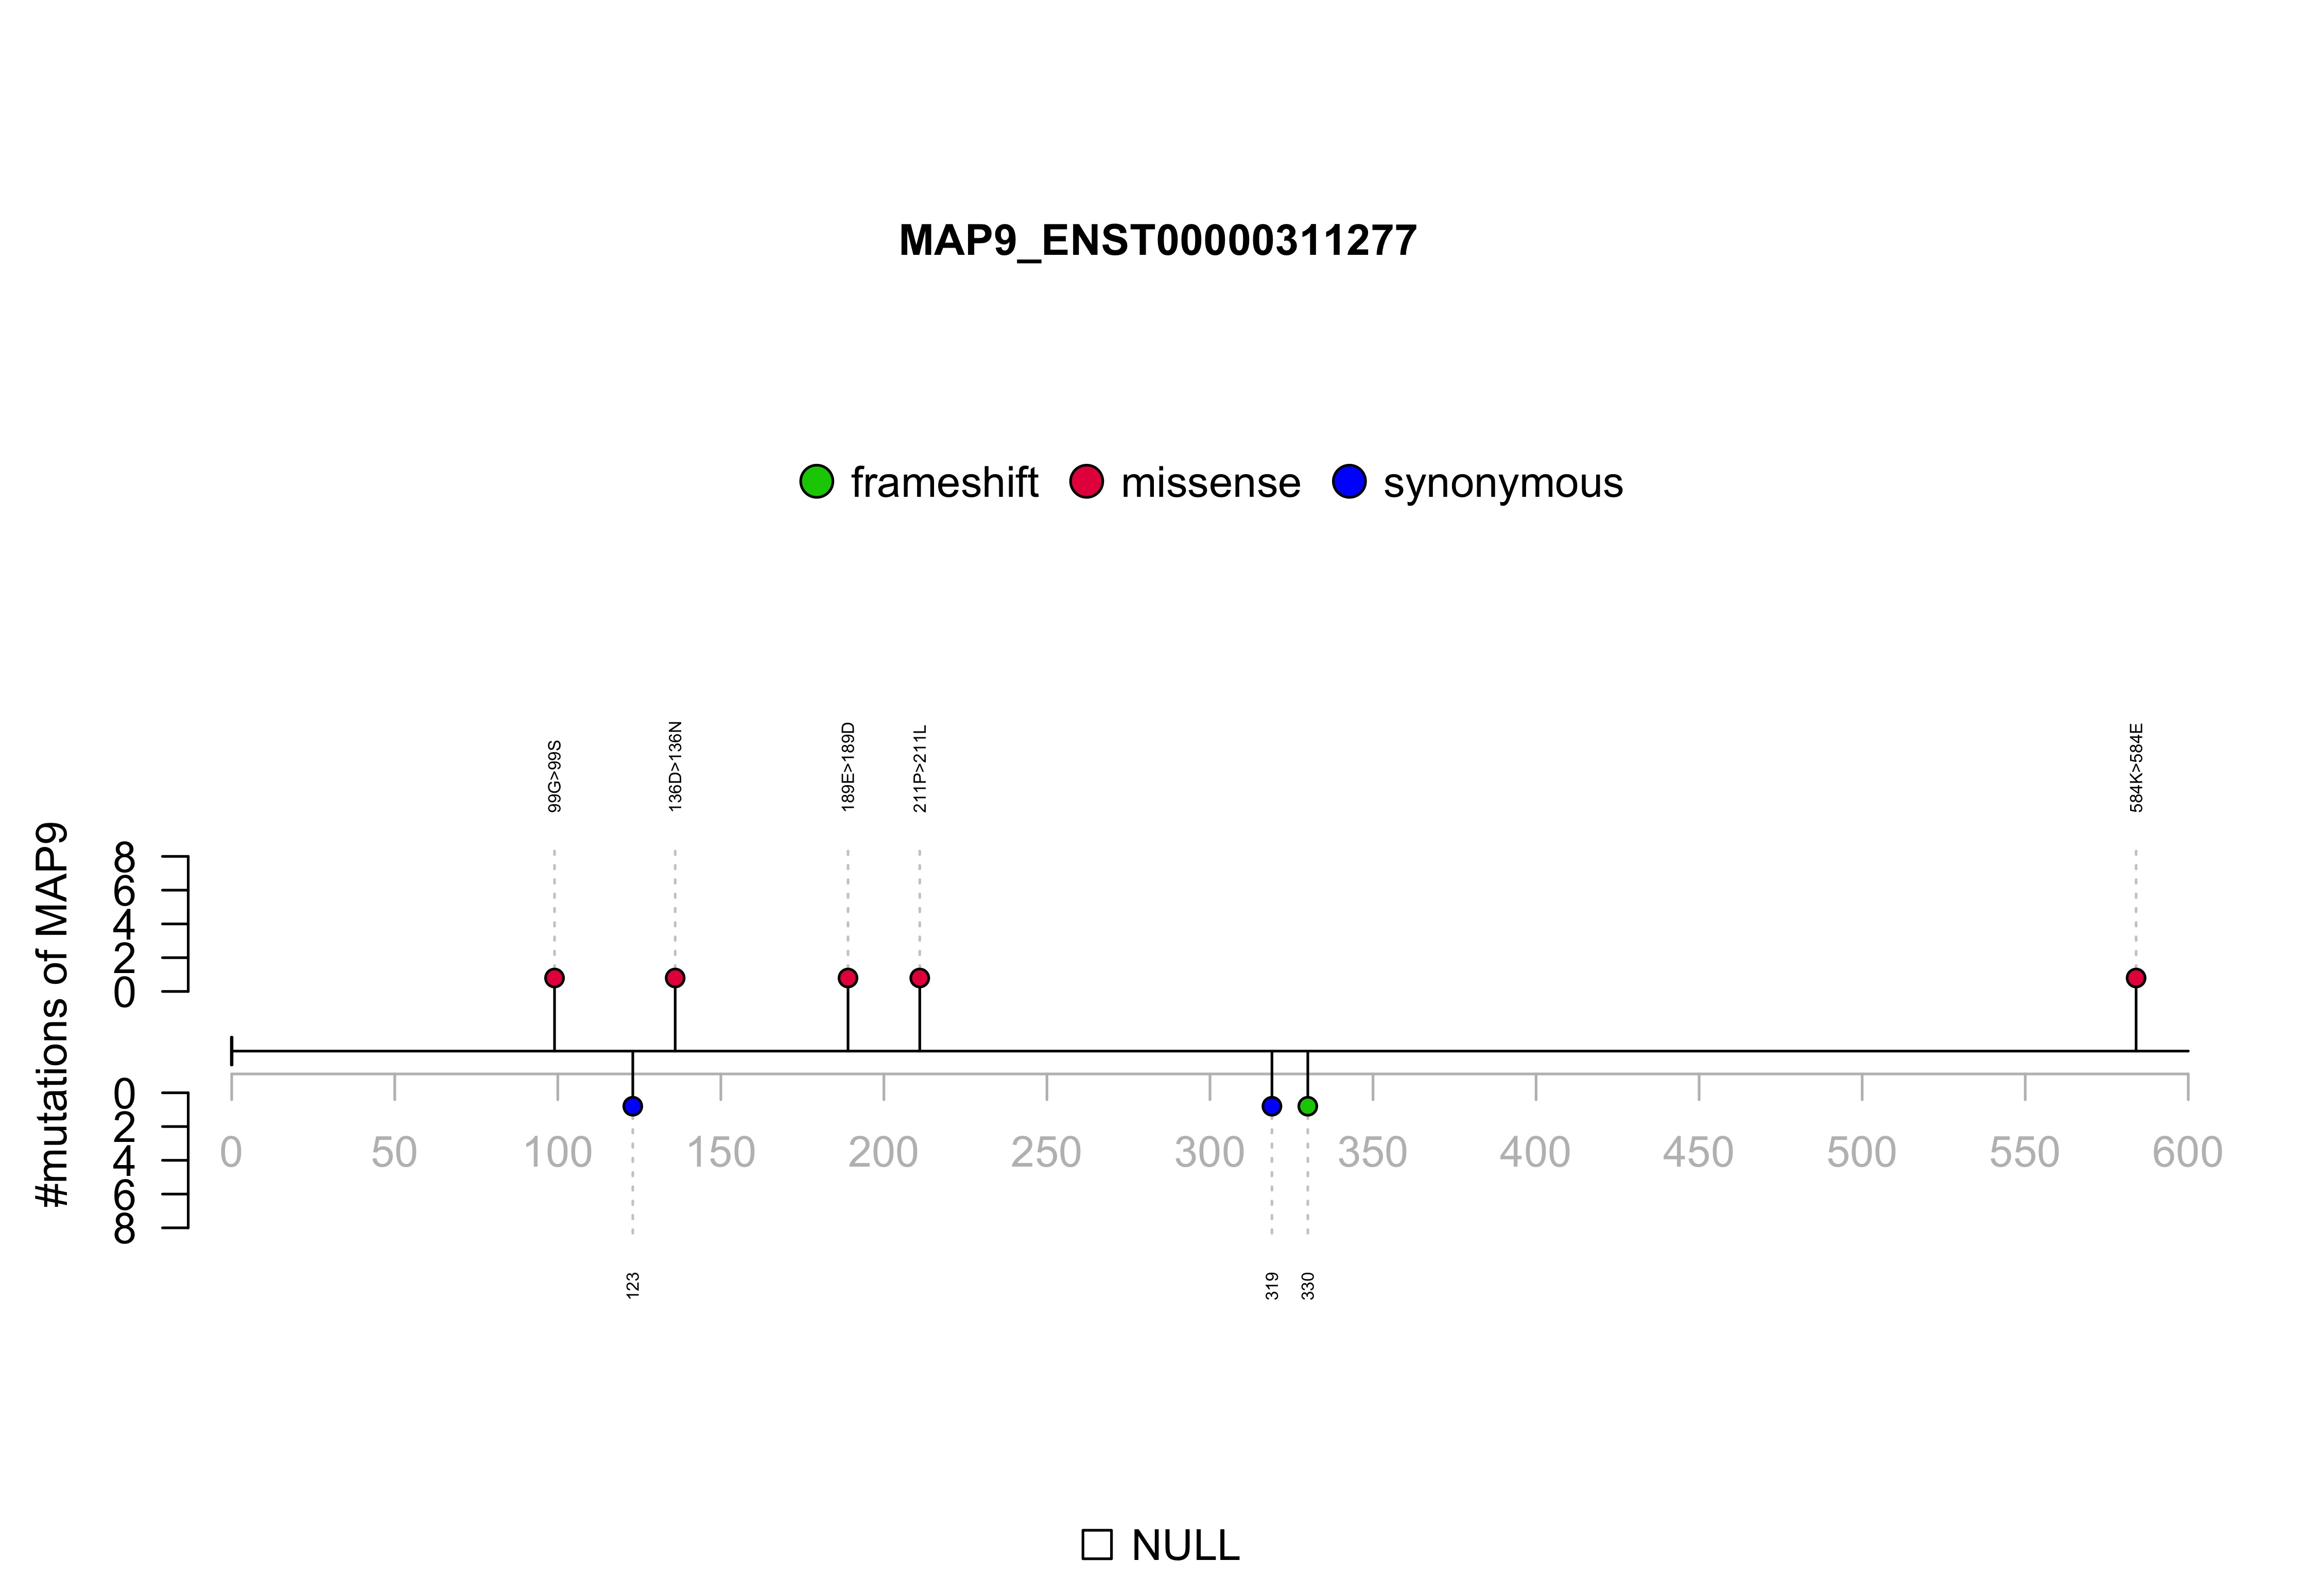 MAP9_ENST00000311277
frameshift missense synonymous
99G>99S
136D>136N
189E>189D
211P>211L
584K>584E
#mutations of MAP9
8
6
4
2
0
0
2
4
6
8
0 50 100 150 200 250 300 350 400 450 500 550 600
123
319
330
NULL